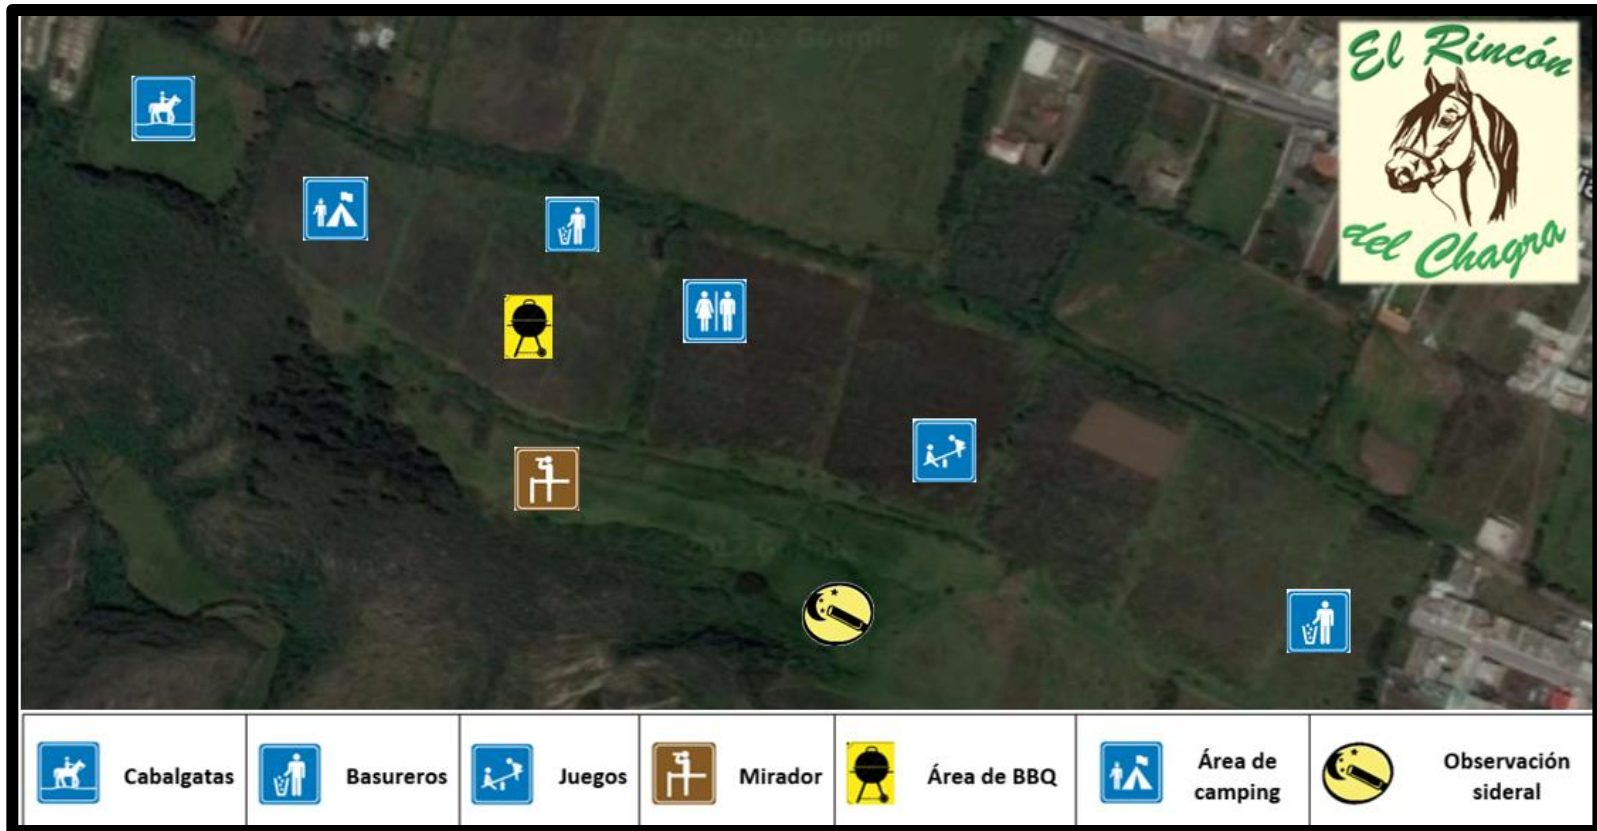 El Rincón
del Chagra
Cabalgatas
Basureros
Juegos
Mirador
Área de BBQ
Área de
camping
Observación
sideral